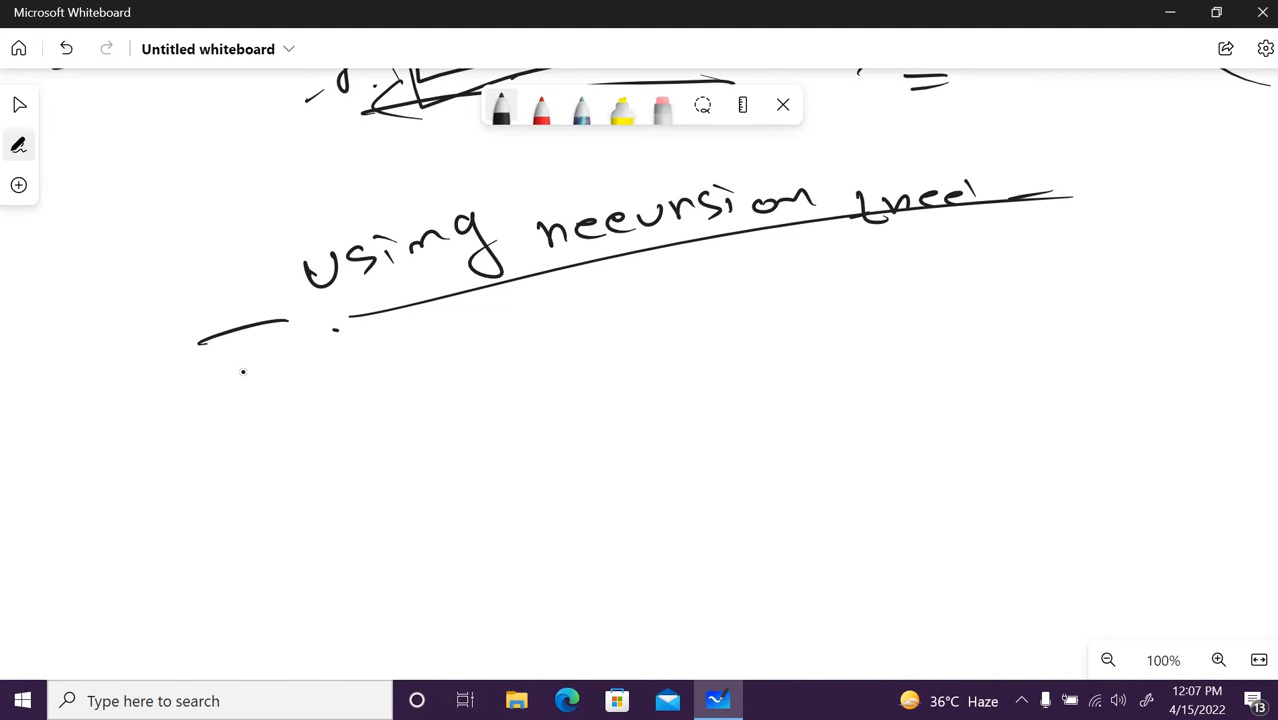 Microsoft Whiteboard
Untitled whiteboard
using recursion tree
100%
Type here to search
36°C Haze
12:07 PM
4/15/2022
13